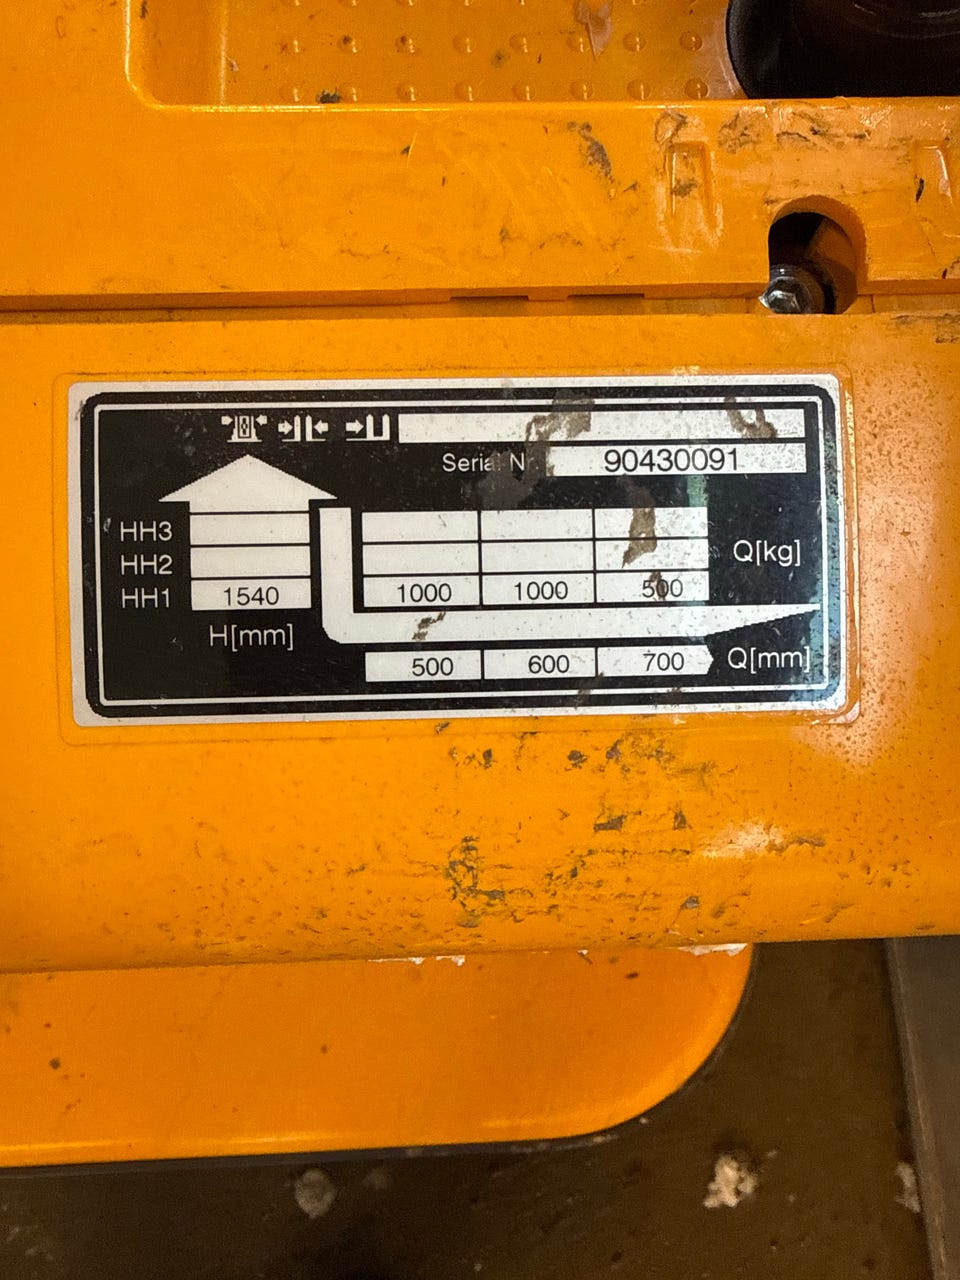 Serial N 90430091
HH3
HH2 Q[kg]
HH1 1540 1000 1000 500
H[mm]
500 600 700 Q[mm]